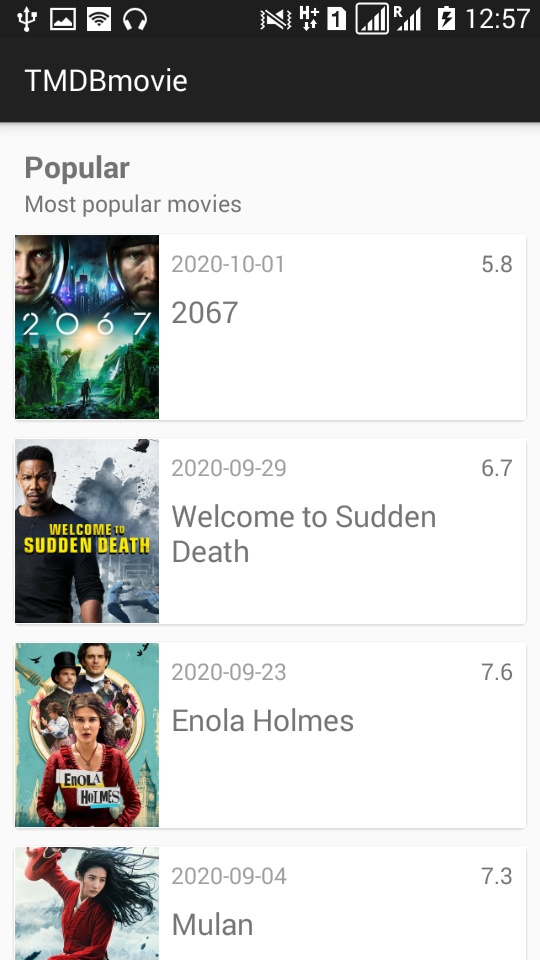 H+ 1 R 12:57
TMDBmovie
Popular
Most popular movies
2067
2020-10-01 5.8
2067
WELCOME TO
SUDDEN DEATH
2020-09-29 6.7
Welcome to Sudden
Death
ENOLA
HOLMES
2020-09-23 7.6
Enola Holmes
2020-09-04 7.3
Mulan